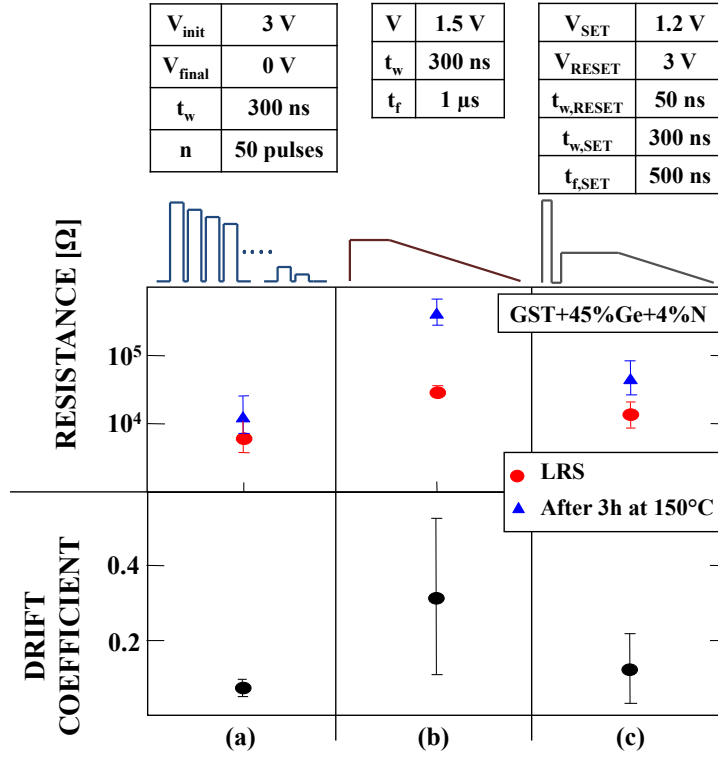 V_init 3 V
V_final 0 V
t_w 300 ns
n 50 pulses
V 1.5 V
t_w 300 ns
t_f 1 µs
V_SET 1.2 V
V_RESET 3 V
t_w,RESET 50 ns
t_w,SET 300 ns
t_f,SET 500 ns
RESISTANCE [Ω]
10^5
10^4
GST+45%Ge+4%N
LRS
After 3h at 150°C
DRIFT
COEFFICIENT
0.4
0.2
(a) (b) (c)